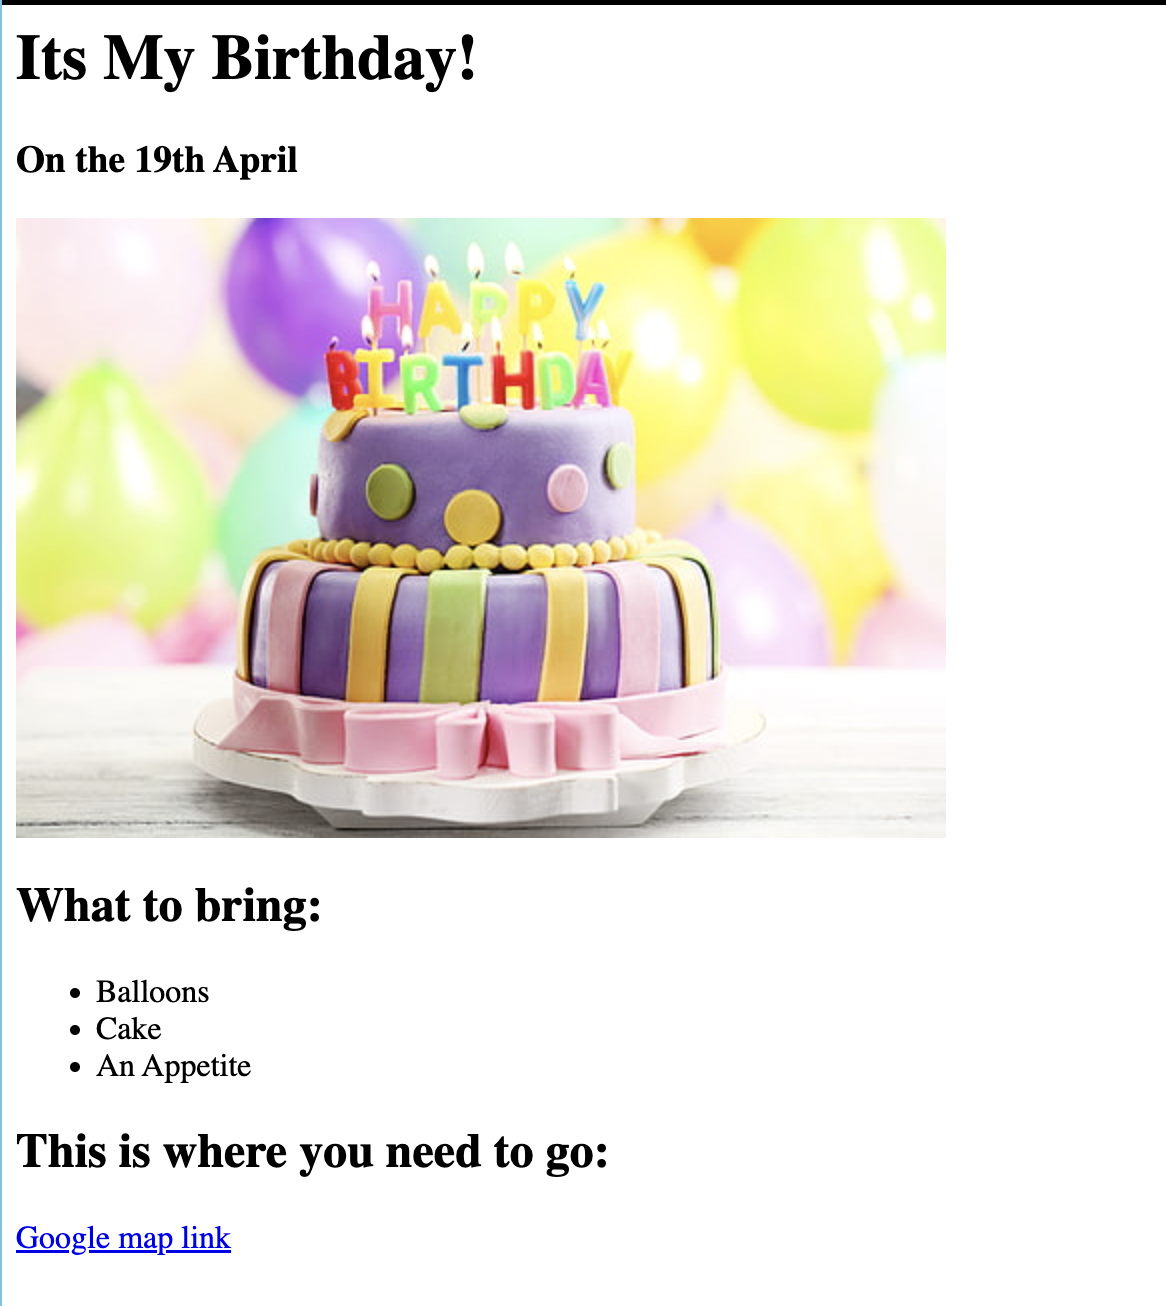 Its My Birthday!
On the 19th April
HAPPY
BIRTHDAY
What to bring:
Balloons
Cake
An Appetite
This is where you need to go:
Google map link